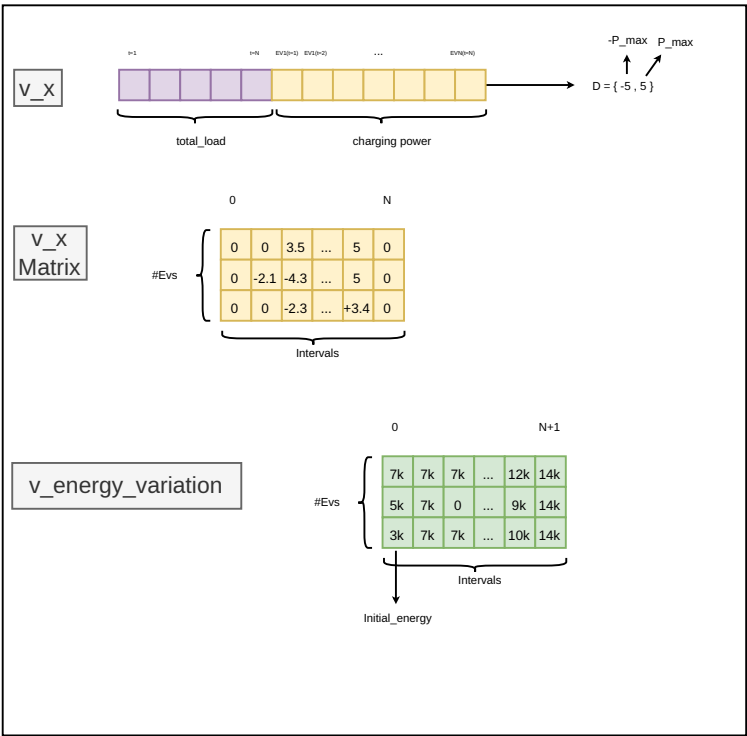 -P_max P_max
t=1 t=N EV1(t=1) EV1(t=2) ... EVN(t=N)
v_x
D = { -5 , 5 }
total_load charging power
0 N
v_x
Matrix
#Evs
0 0 3.5 ... 5 0
0 -2.1 -4.3 ... 5 0
0 0 -2.3 ... +3.4 0
Intervals
0 N+1
v_energy_variation
#Evs
7k 7k 7k ... 12k 14k
5k 7k 0 ... 9k 14k
3k 7k 7k ... 10k 14k
Intervals
Initial_energy